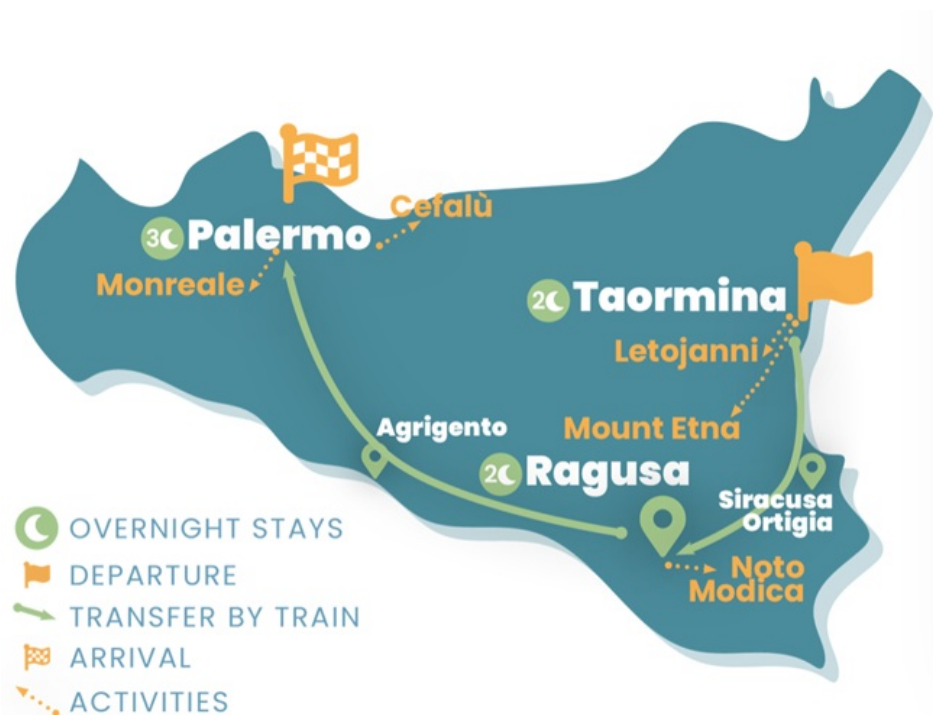 Cefalù
3 Palermo
Monreale
2 Taormina
Letojanni
Mount Etna
Agrigento
2 Ragusa
Siracusa
Ortigia
Noto
Modica
OVERNIGHT STAYS
DEPARTURE
TRANSFER BY TRAIN
ARRIVAL
ACTIVITIES